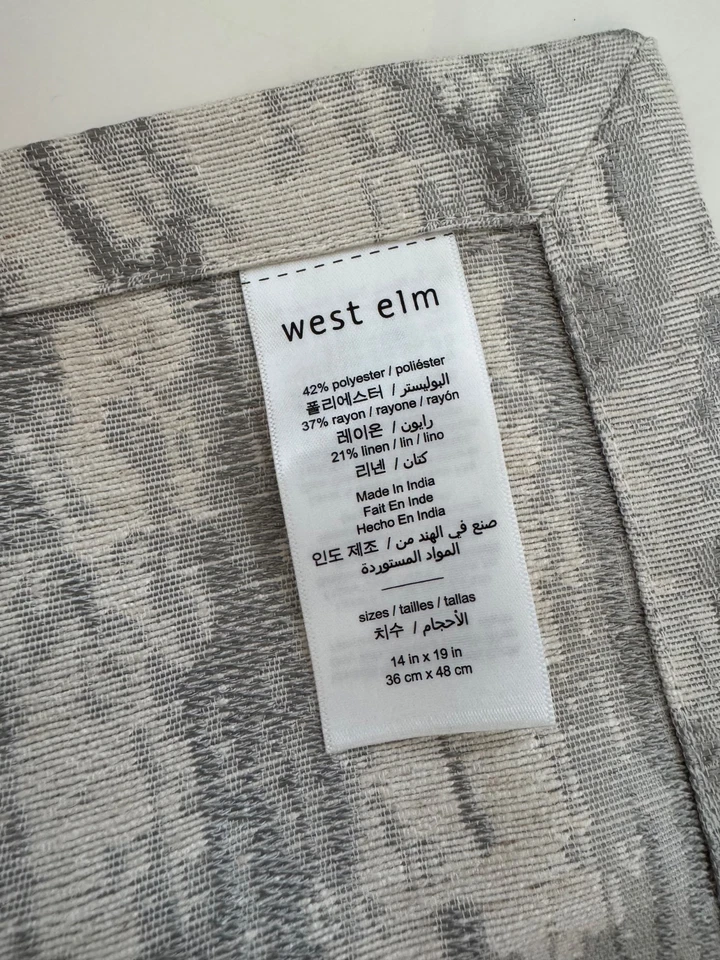 west elm
42% polyester / poliéster
폴리에스터 / البوليستر
37% rayon / rayone / rayón
레이온 / رايون
21% linen / lin / lino
리넨 / كتان
Made In India
Fait En Inde
Hecho En India
인도 제조 / صنع في الهند من
المواد المستوردة
sizes / tailles / tallas
치수 / الأحجام
14 in x 19 in
36 cm x 48 cm